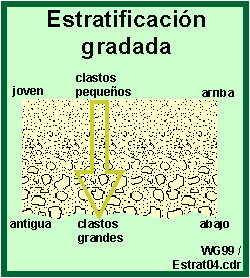 Estratificación
gradada
joven
clastos
pequeños
arriba
antigua
clastos
grandes
abajo
WG99 /
Estrat04.cdr